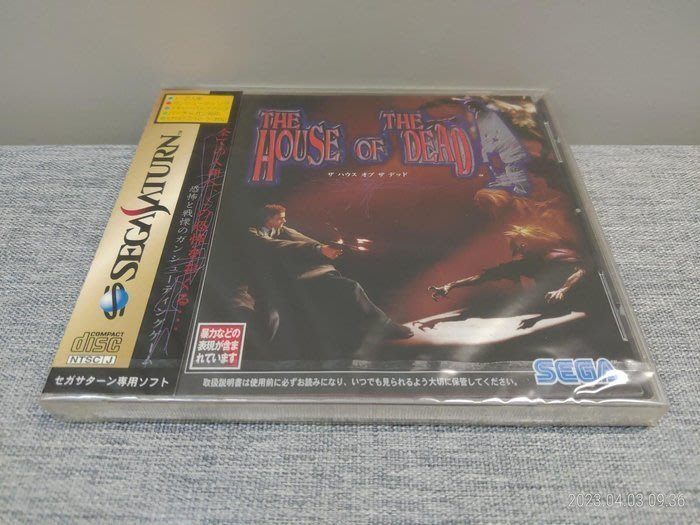 THE HOUSE OF THE DEAD
ザ ハウス オブ ザ デッド
TM
SEGA SATURN
TM
恐怖と戦慄のガンシューティングゲーム
COMPACT
disc
NTSC J
セガサターン専用ソフト
暴力などの
表現が含ま
れています
SEGA
取扱説明書は使用前に必ずお読みになり、いつでも見られるよう大切に保管してください。
2023.04.03 09:36